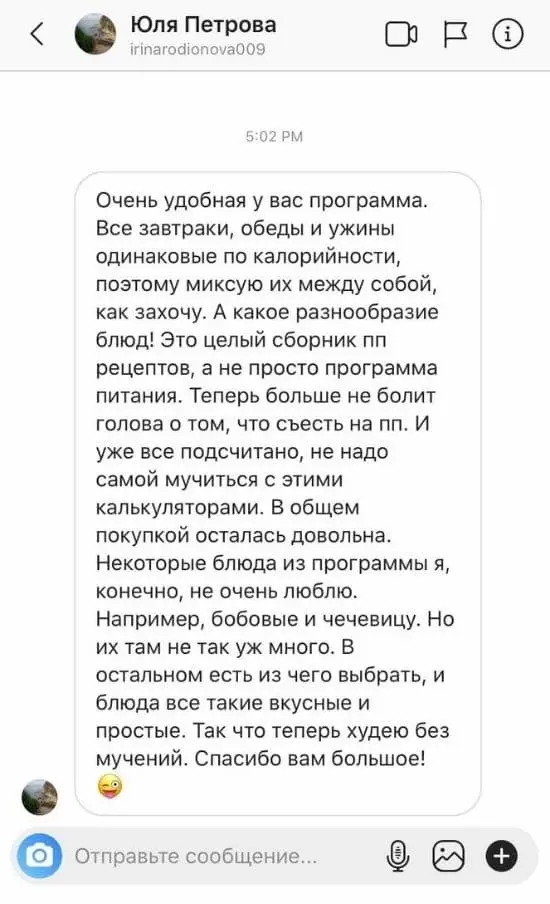 Юля Петрова
irinarodionova009
5:02 PM
Очень удобная у вас программа.
Все завтраки, обеды и ужины
одинаковые по калорийности,
поэтому миксую их между собой,
как захочу. А какое разнообразие
блюд! Это целый сборник пп
рецептов, а не просто программа
питания. Теперь больше не болит
голова о том, что съесть на пп. И
уже все подсчитано, не надо
самой мучиться с этими
калькуляторами. В общем
покупкой осталась довольна.
Некоторые блюда из программы я,
конечно, не очень люблю.
Например, бобовые и чечевицу. Но
их там не так уж много. В
остальном есть из чего выбрать, и
блюда все такие вкусные и
простые. Так что теперь худею без
мучений. Спасибо вам большое!
😜
Отправьте сообщение...